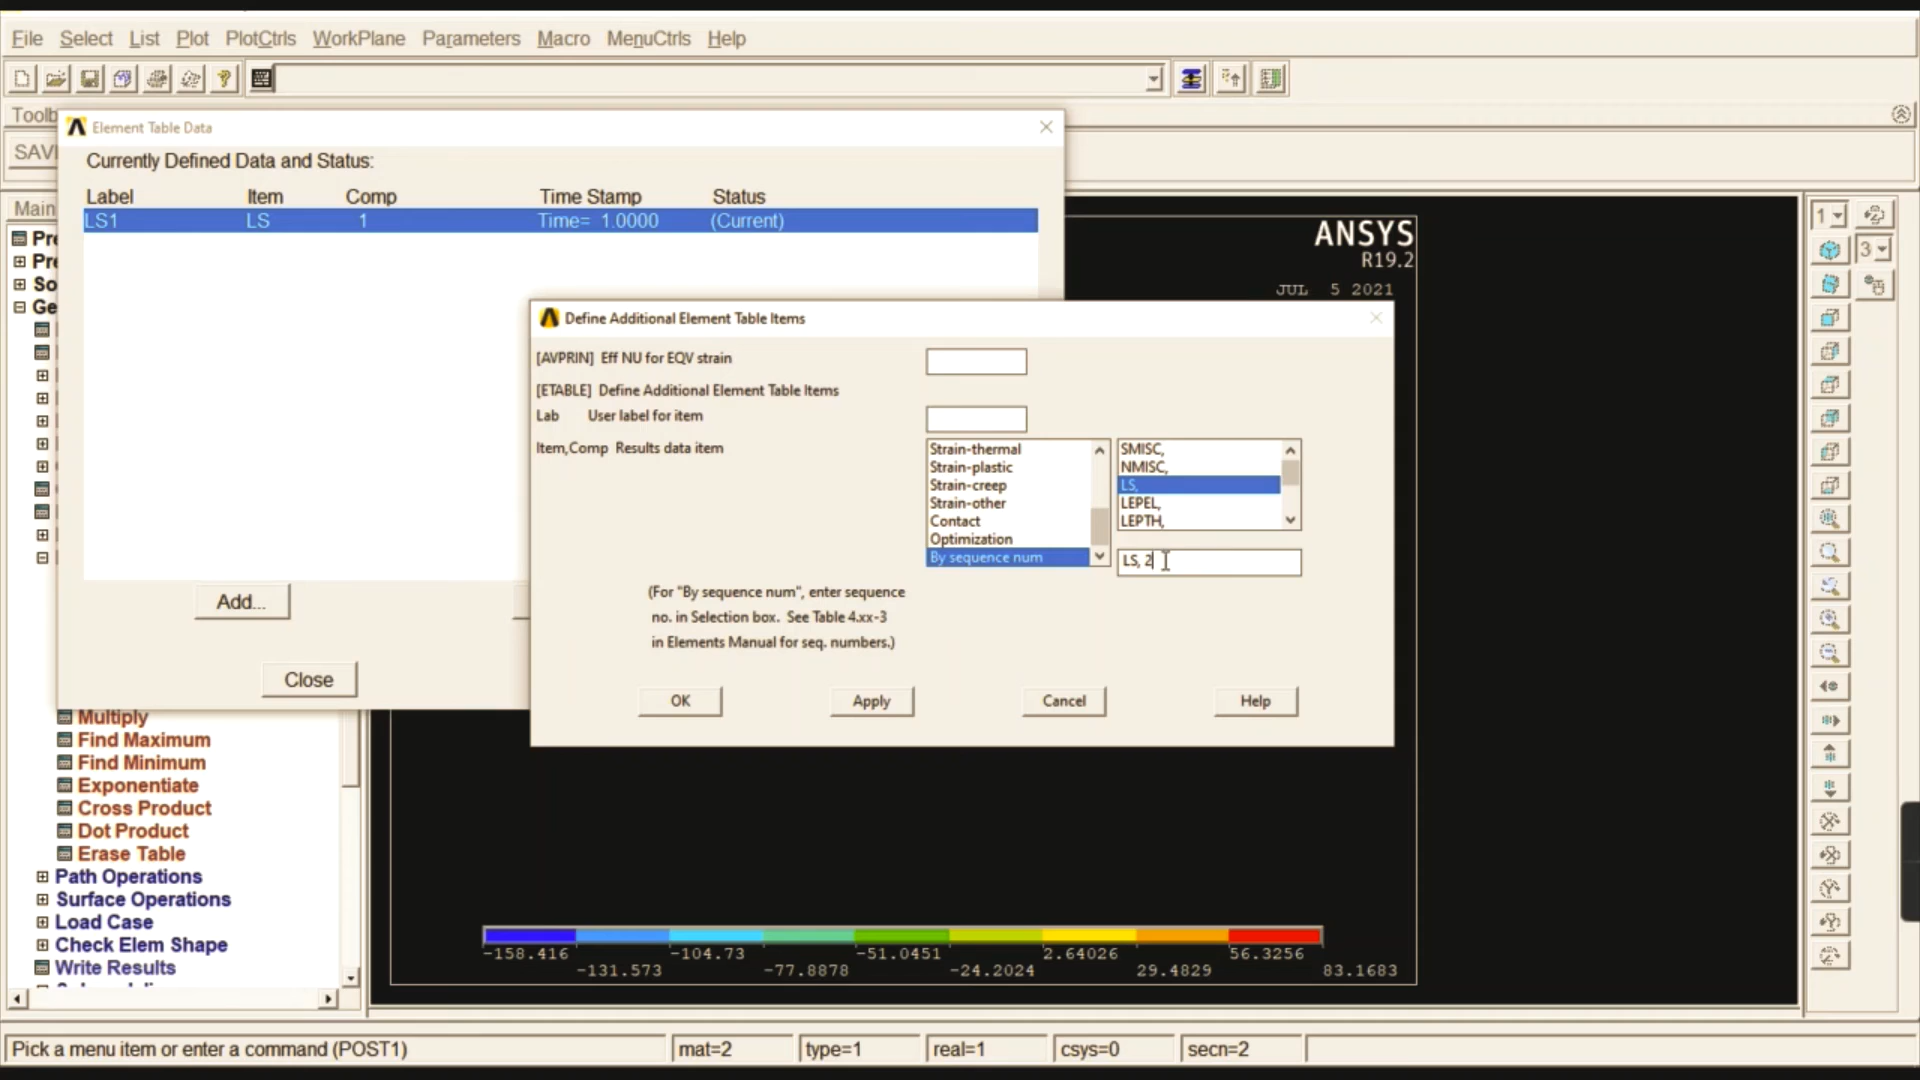 File Select List Plot PlotCtrls WorkPlane Parameters Macro MenuCtrls Help
Toolb
SAV
Element Table Data
Currently Defined Data and Status:
Label Item Comp Time Stamp Status
LS1 LS 1 Time= 1.0000 (Current)
Add...
Close
Main
Pre
Pre
So
Ge
Multiply
Find Maximum
Find Minimum
Exponentiate
Cross Product
Dot Product
Erase Table
Path Operations
Surface Operations
Load Case
Check Elem Shape
Write Results
Define Additional Element Table Items
[AVPRIN] Eff NU for EQV strain
[ETABLE] Define Additional Element Table Items
Lab User label for item
Item,Comp Results data item
Strain-thermal
Strain-plastic
Strain-creep
Strain-other
Contact
Optimization
By sequence num
SMISC,
NMISC,
LS,
LEPEL,
LEPTH,
LS, 2
(For "By sequence num", enter sequence
no. in Selection box. See Table 4.xx-3
in Elements Manual for seq. numbers.)
OK Apply Cancel Help
ANSYS
R19.2
JUL 5 2021
1
3
-158.416 -104.73 -51.0451 2.64026 56.3256
-131.573 -77.8878 -24.2024 29.4829 83.1683
Pick a menu item or enter a command (POST1) mat=2 type=1 real=1 csys=0 secn=2